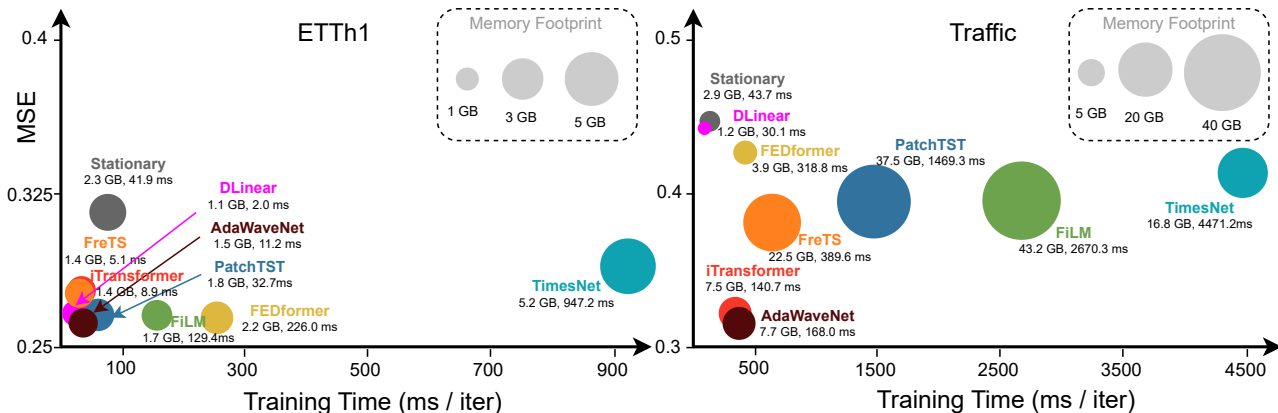 ETTh1
MSE
0.4
0.325
0.25
Memory Footprint
1 GB
3 GB
5 GB
Stationary
2.3 GB, 41.9 ms
DLinear
1.1 GB, 2.0 ms
AdaWaveNet
1.5 GB, 11.2 ms
FreTS
1.4 GB, 5.1 ms
iTransformer
1.4 GB, 8.9 ms
PatchTST
1.8 GB, 32.7ms
FiLM
1.7 GB, 129.4ms
FEDformer
2.2 GB, 226.0 ms
TimesNet
5.2 GB, 947.2 ms
100
300
500
700
900
Training Time (ms / iter)
Traffic
0.5
0.4
0.3
Memory Footprint
5 GB
20 GB
40 GB
Stationary
2.9 GB, 43.7 ms
DLinear
1.2 GB, 30.1 ms
FEDformer
3.9 GB, 318.8 ms
PatchTST
37.5 GB, 1469.3 ms
FreTS
22.5 GB, 389.6 ms
FiLM
43.2 GB, 2670.3 ms
TimesNet
16.8 GB, 4471.2ms
iTransformer
7.5 GB, 140.7 ms
AdaWaveNet
7.7 GB, 168.0 ms
500
1500
2500
3500
4500
Training Time (ms / iter)